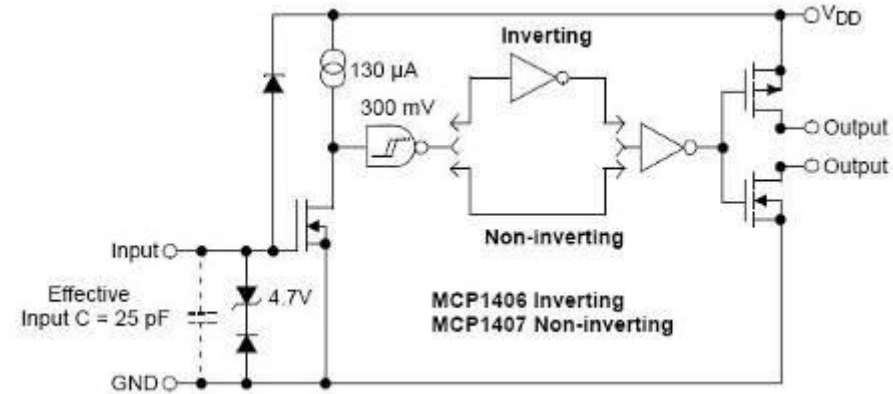 V_DD
Inverting
130 µA
300 mV
Output
Output
Non-inverting
Input
4.7V
Effective
Input C = 25 pF
MCP1406 Inverting
MCP1407 Non-inverting
GND